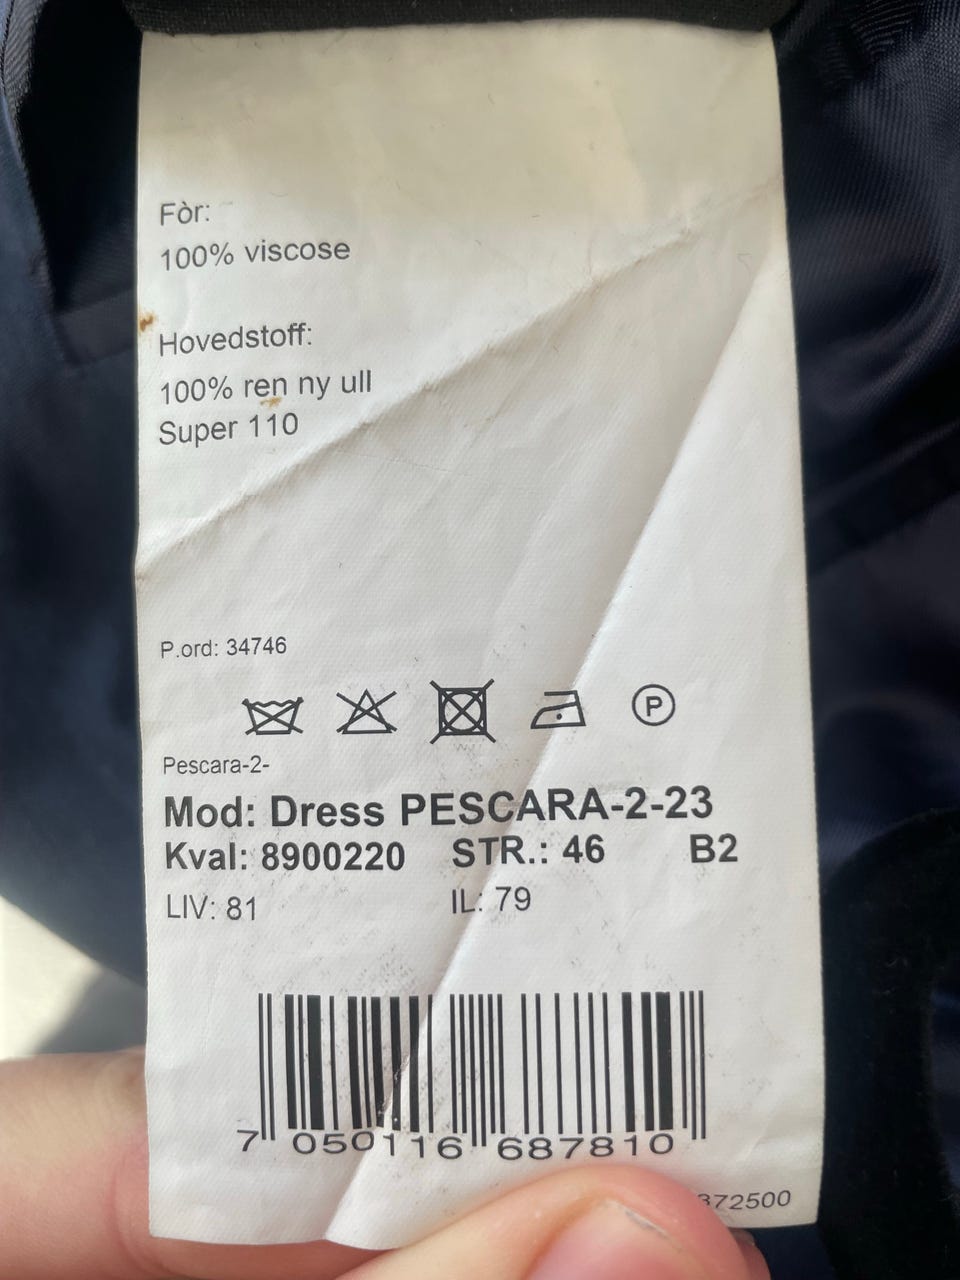 Fòr:
100% viscose
Hovedstoff:
100% ren ny ull
Super 110
P.ord: 34746
P
Pescara-2-
Mod: Dress PESCARA-2-23
Kval: 8900220 STR.: 46 B2
LIV: 81 IL: 79
7 050116 687810
372500